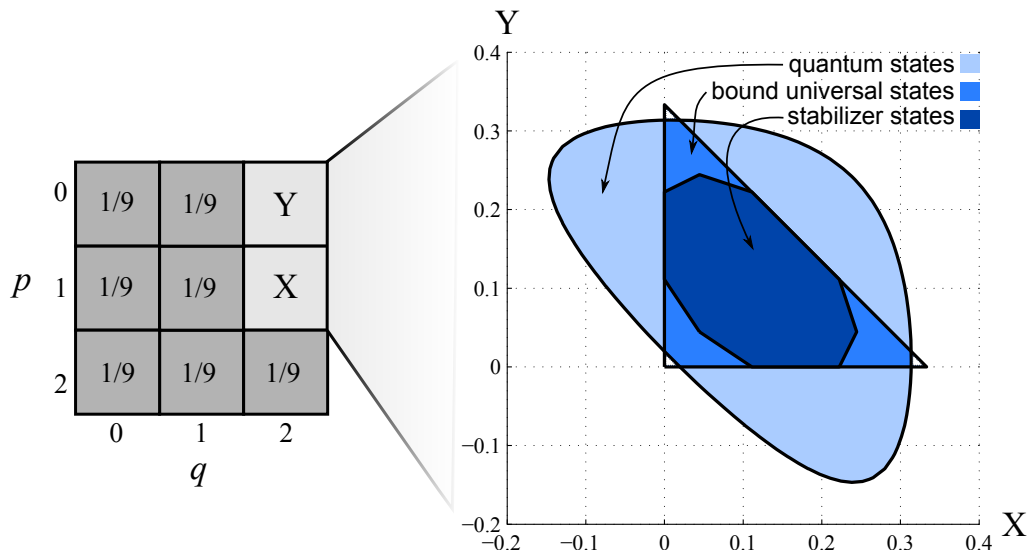 0 1/9 1/9 Y
p 1 1/9 1/9 X
2 1/9 1/9 1/9
0 1 2
q
Y
quantum states
bound universal states
stabilizer states
0.4
0.3
0.2
0.1
0
−0.1
−0.2
−0.2 −0.1 0 0.1 0.2 0.3 0.4
X